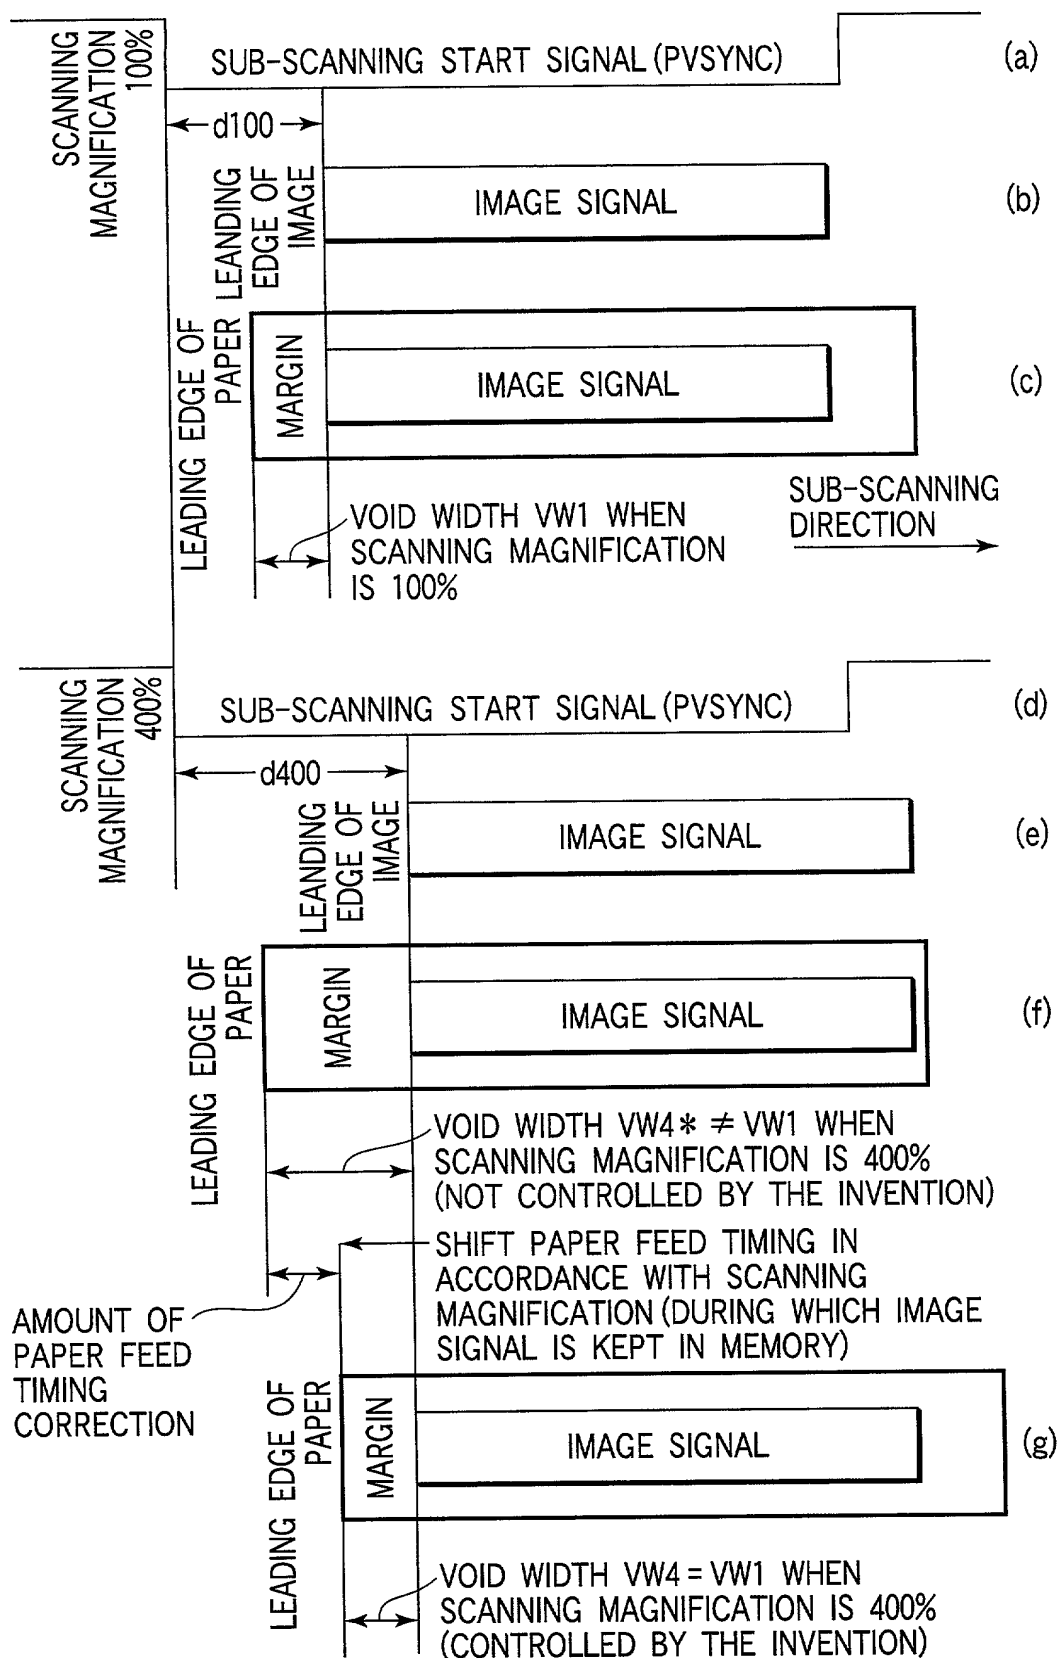 SCANNING
MAGNIFICATION
100%
SUB-SCANNING START SIGNAL (PVSYNC)
(a)
d100
LEANDING
EDGE OF
IMAGE
IMAGE SIGNAL
(b)
LEADING EDGE OF
PAPER
MARGIN
IMAGE SIGNAL
(c)
SUB-SCANNING
DIRECTION
VOID WIDTH VW1 WHEN
SCANNING MAGNIFICATION
IS 100%
SCANNING
MAGNIFICATION
400%
SUB-SCANNING START SIGNAL (PVSYNC)
(d)
d400
LEANDING
EDGE OF
IMAGE
IMAGE SIGNAL
(e)
LEADING EDGE OF
PAPER
MARGIN
IMAGE SIGNAL
(f)
VOID WIDTH VW4* ≠ VW1 WHEN
SCANNING MAGNIFICATION IS 400%
(NOT CONTROLLED BY THE INVENTION)
SHIFT PAPER FEED TIMING IN
ACCORDANCE WITH SCANNING
MAGNIFICATION (DURING WHICH IMAGE
SIGNAL IS KEPT IN MEMORY)
AMOUNT OF
PAPER FEED
TIMING
CORRECTION
LEADING EDGE OF
PAPER
MARGIN
IMAGE SIGNAL
(g)
VOID WIDTH VW4 = VW1 WHEN
SCANNING MAGNIFICATION IS 400%
(CONTROLLED BY THE INVENTION)